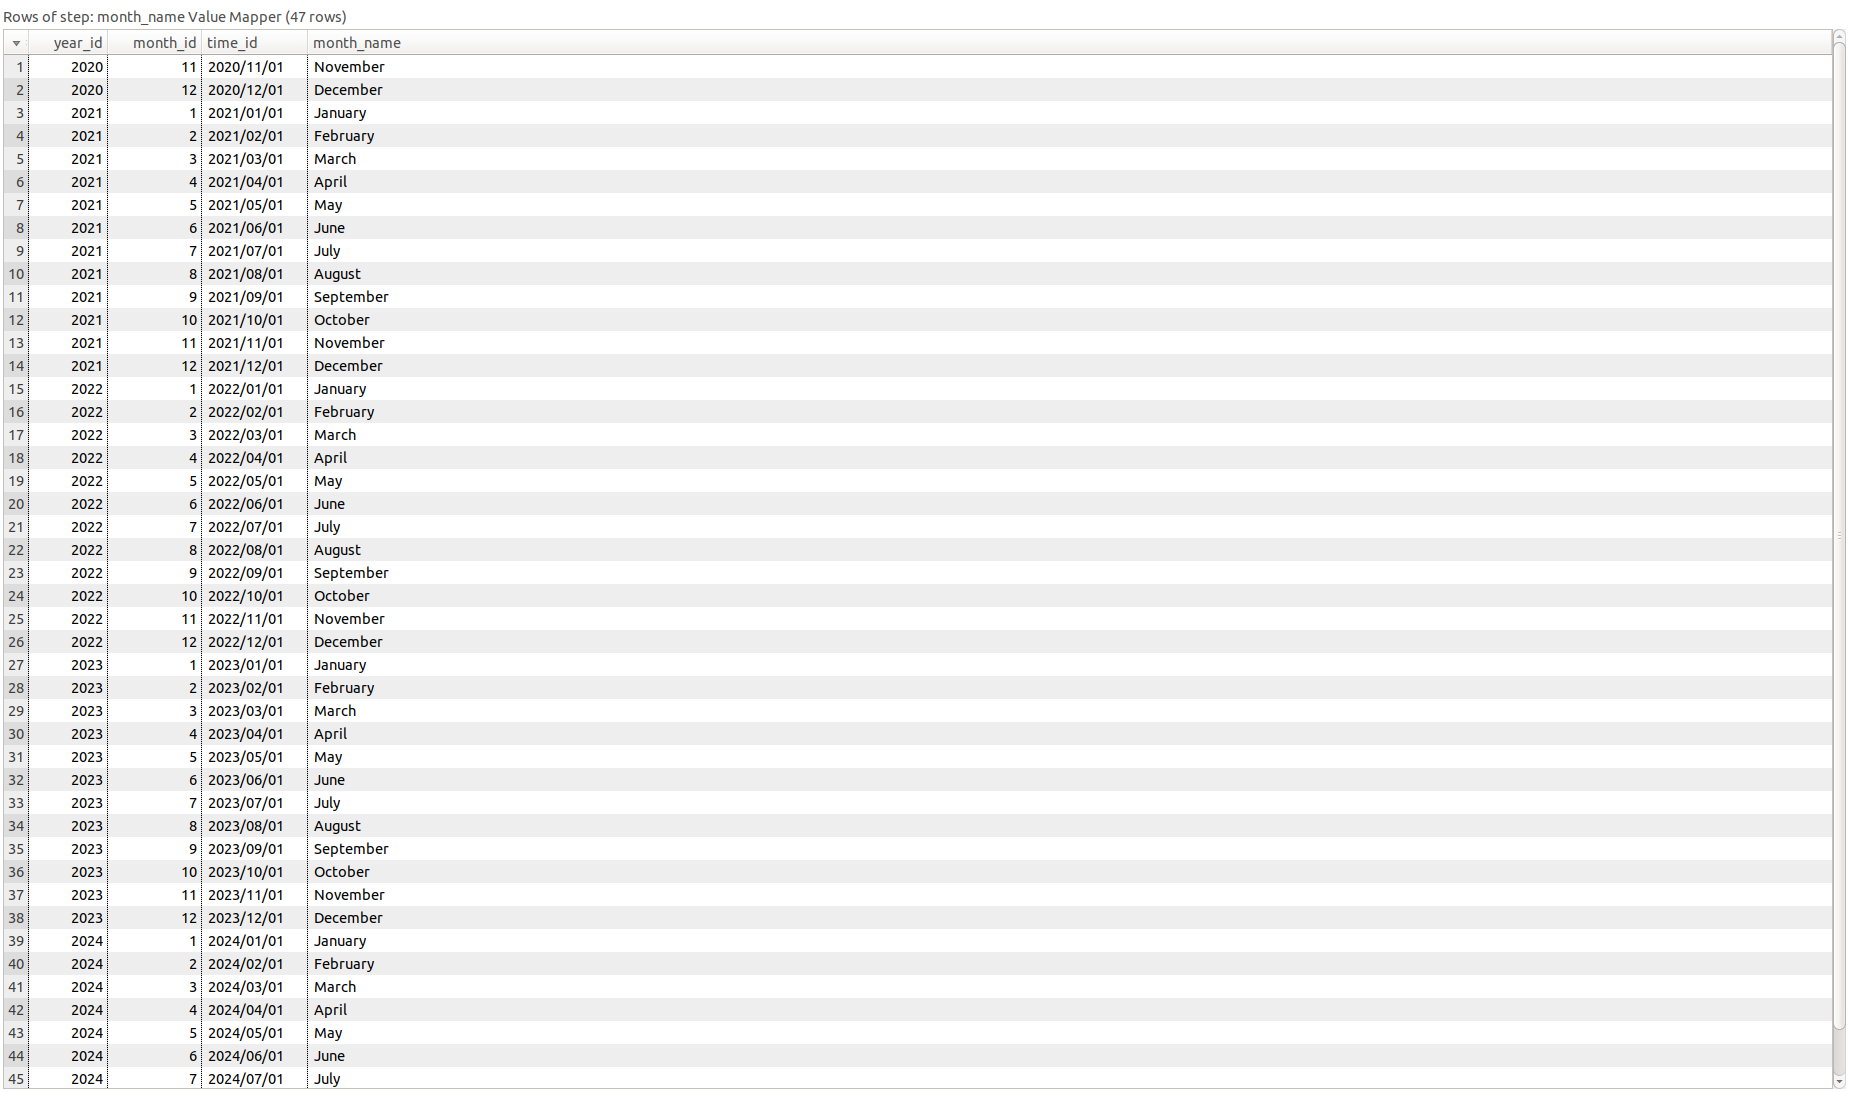 Rows of step: month_name Value Mapper (47 rows)
year_id month_id time_id month_name
1 2020 11 2020/11/01 November
2 2020 12 2020/12/01 December
3 2021 1 2021/01/01 January
4 2021 2 2021/02/01 February
5 2021 3 2021/03/01 March
6 2021 4 2021/04/01 April
7 2021 5 2021/05/01 May
8 2021 6 2021/06/01 June
9 2021 7 2021/07/01 July
10 2021 8 2021/08/01 August
11 2021 9 2021/09/01 September
12 2021 10 2021/10/01 October
13 2021 11 2021/11/01 November
14 2021 12 2021/12/01 December
15 2022 1 2022/01/01 January
16 2022 2 2022/02/01 February
17 2022 3 2022/03/01 March
18 2022 4 2022/04/01 April
19 2022 5 2022/05/01 May
20 2022 6 2022/06/01 June
21 2022 7 2022/07/01 July
22 2022 8 2022/08/01 August
23 2022 9 2022/09/01 September
24 2022 10 2022/10/01 October
25 2022 11 2022/11/01 November
26 2022 12 2022/12/01 December
27 2023 1 2023/01/01 January
28 2023 2 2023/02/01 February
29 2023 3 2023/03/01 March
30 2023 4 2023/04/01 April
31 2023 5 2023/05/01 May
32 2023 6 2023/06/01 June
33 2023 7 2023/07/01 July
34 2023 8 2023/08/01 August
35 2023 9 2023/09/01 September
36 2023 10 2023/10/01 October
37 2023 11 2023/11/01 November
38 2023 12 2023/12/01 December
39 2024 1 2024/01/01 January
40 2024 2 2024/02/01 February
41 2024 3 2024/03/01 March
42 2024 4 2024/04/01 April
43 2024 5 2024/05/01 May
44 2024 6 2024/06/01 June
45 2024 7 2024/07/01 July